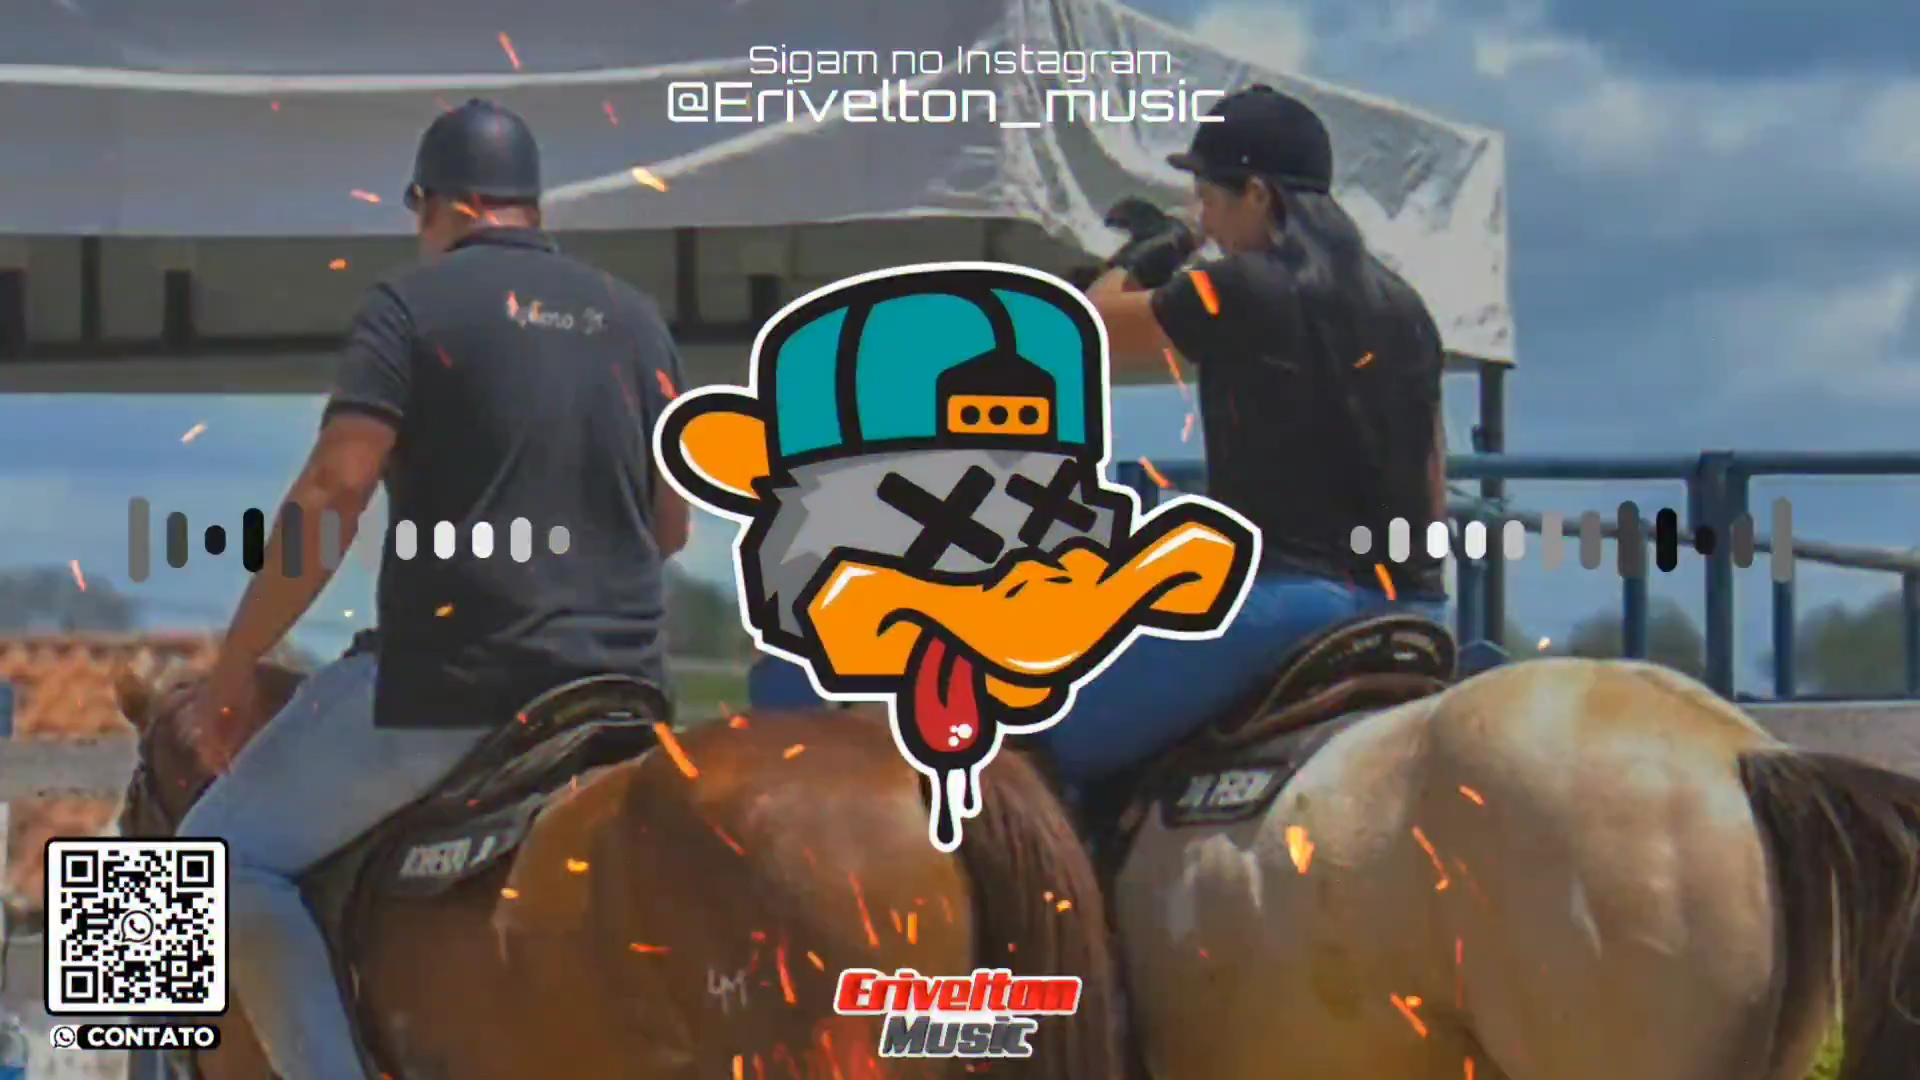 Sigam no Instagram
@Erivelton_music
CONTATO
Erivelton
Music